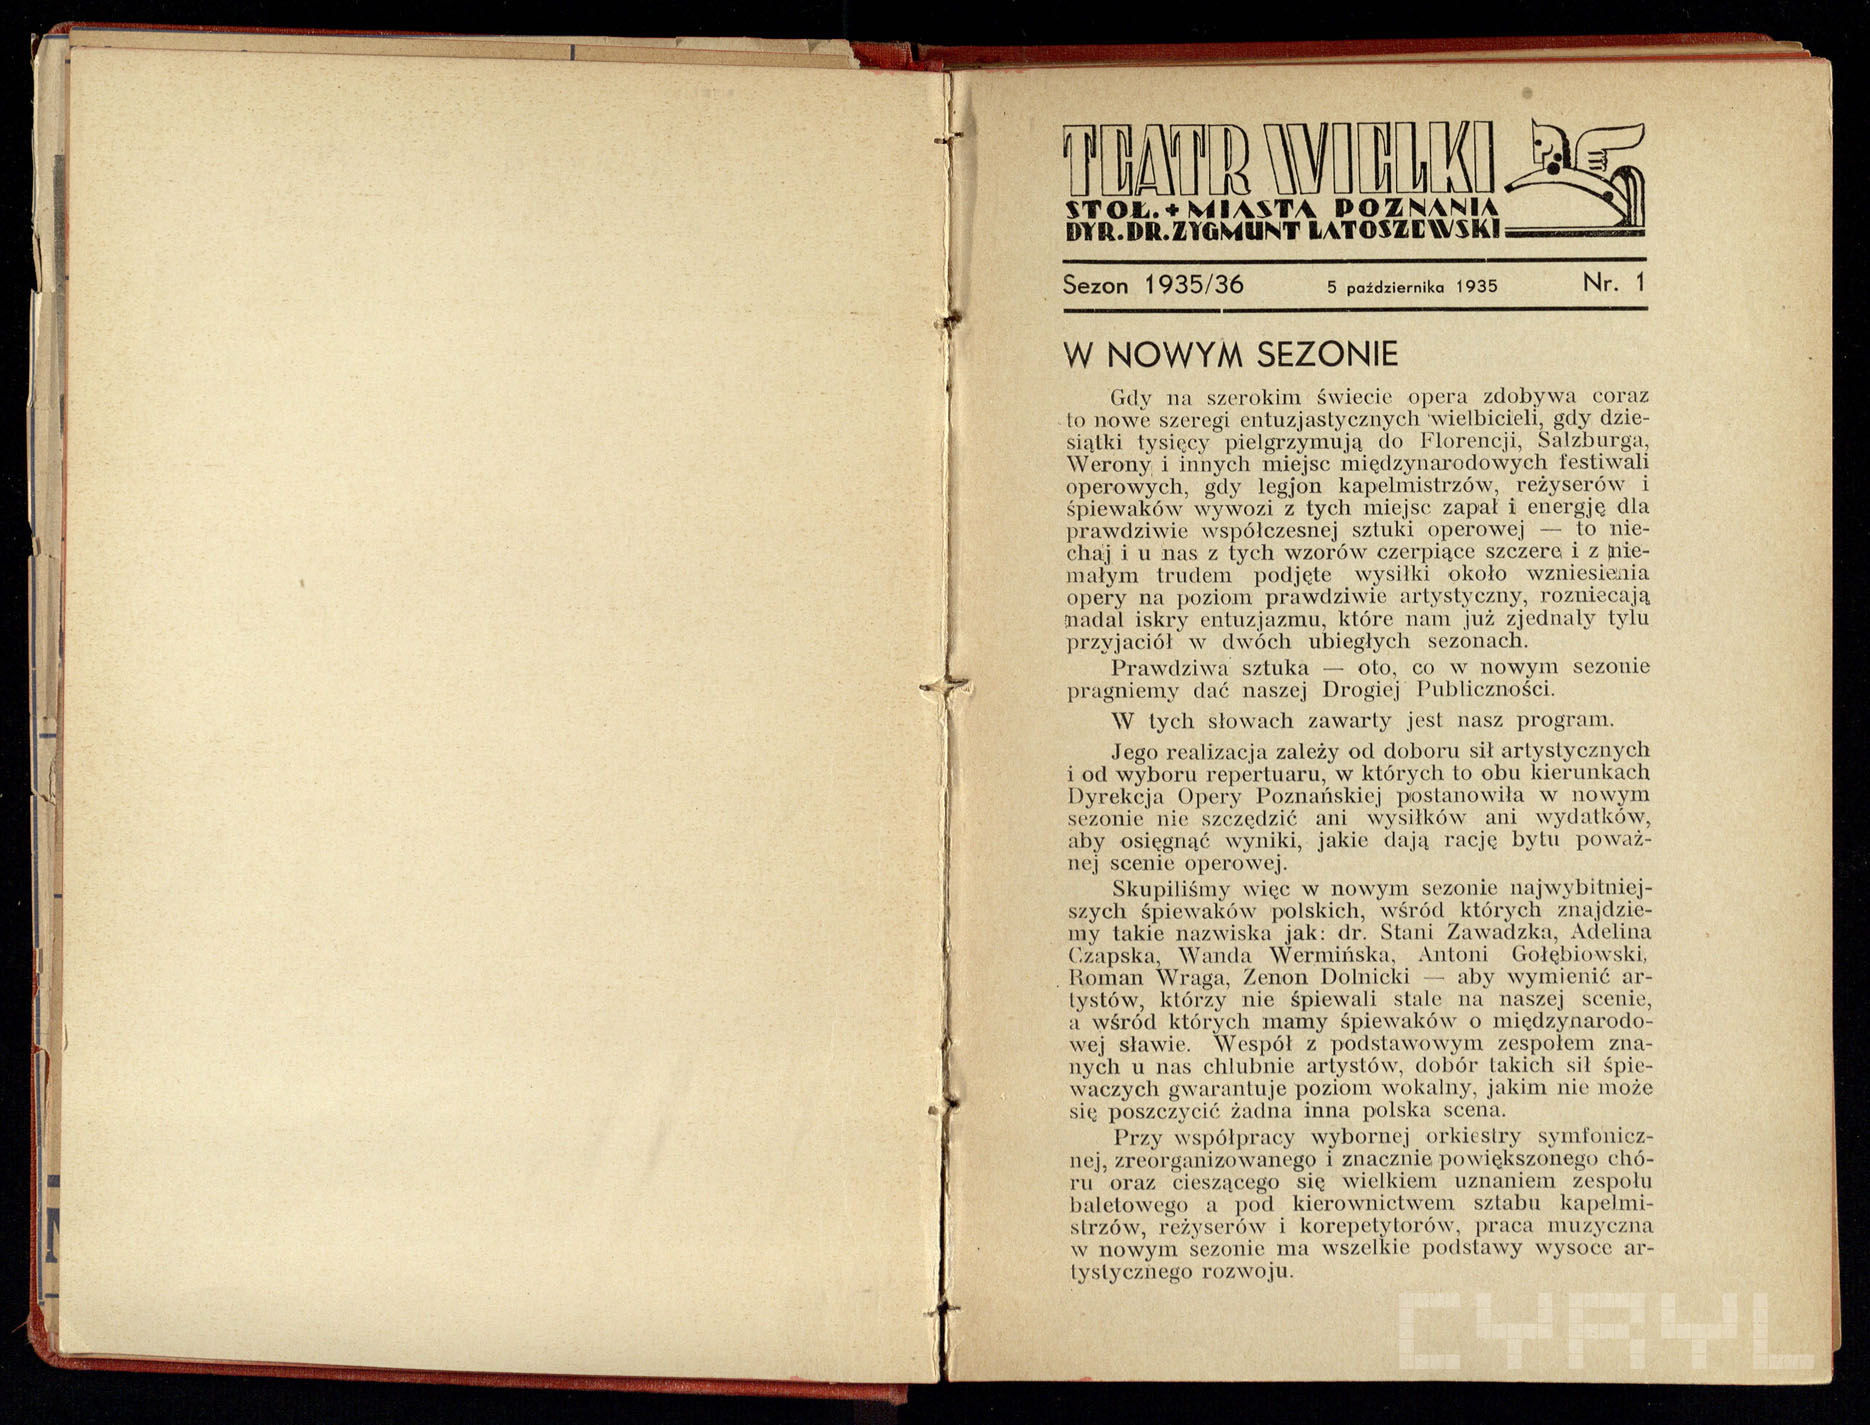 TEATR WIELKI
STOŁ. + MIASTA POZNANIA
DYR. DR. ZYGMUNT LATOSZEWSKI
Sezon 1935/36 5 października 1935 Nr. 1
W NOWYM SEZONIE
Gdy na szerokim świecie opera zdobywa coraz
to nowe szeregi entuzjastycznych wielbicieli, gdy dzie-
siątki tysięcy pielgrzymują do Florencji, Salzburga,
Werony i innych miejsc międzynarodowych festiwali
operowych, gdy legjon kapelmistrzów, reżyserów i
śpiewaków wywozi z tych miejsc zapał i energję dla
prawdziwie współczesnej sztuki operowej — to nie-
chaj i u nas z tych wzorów czerpiące szczere i z nie-
małym trudem podjęte wysiłki około wzniesienia
opery na poziom prawdziwie artystyczny, rozniecają
nadal iskry entuzjazmu, które nam już zjednały tylu
przyjaciół w dwóch ubiegłych sezonach.
Prawdziwa sztuka — oto, co w nowym sezonie
pragniemy dać naszej Drogiej Publiczności.
W tych słowach zawarty jest nasz program.
Jego realizacja zależy od doboru sił artystycznych
i od wyboru repertuaru, w których to obu kierunkach
Dyrekcja Opery Poznańskiej postanowiła w nowym
sezonie nie szczędzić ani wysiłków ani wydatków,
aby osięgnąć wyniki, jakie dają rację bytu poważ-
nej scenie operowej.
Skupiliśmy więc w nowym sezonie najwybitniej-
szych śpiewaków polskich, wśród których znajdzie-
my takie nazwiska jak: dr. Stani Zawadzka, Adelina
Czapska, Wanda Wermińska, Antoni Gołębiowski,
Roman Wraga, Zenon Dolnicki — aby wymienić ar-
tystów, którzy nie śpiewali stale na naszej scenie,
a wśród których mamy śpiewaków o międzynarodo-
wej sławie. Wespół z podstawowym zespołem zna-
nych u nas chlubnie artystów, dobór takich sił śpie-
waczych gwarantuje poziom wokalny, jakim nie może
się poszczycić żadna inna polska scena.
Przy współpracy wybornej orkiestry symfonicz-
nej, zreorganizowanego i znacznie powiększonego chó-
ru oraz cieszącego się wielkiem uznaniem zespołu
baletowego a pod kierownictwem sztabu kapelmi-
strzów, reżyserów i korepetytorów, praca muzyczna
w nowym sezonie ma wszelkie podstawy wysoce ar-
tystycznego rozwoju.
CYRYL